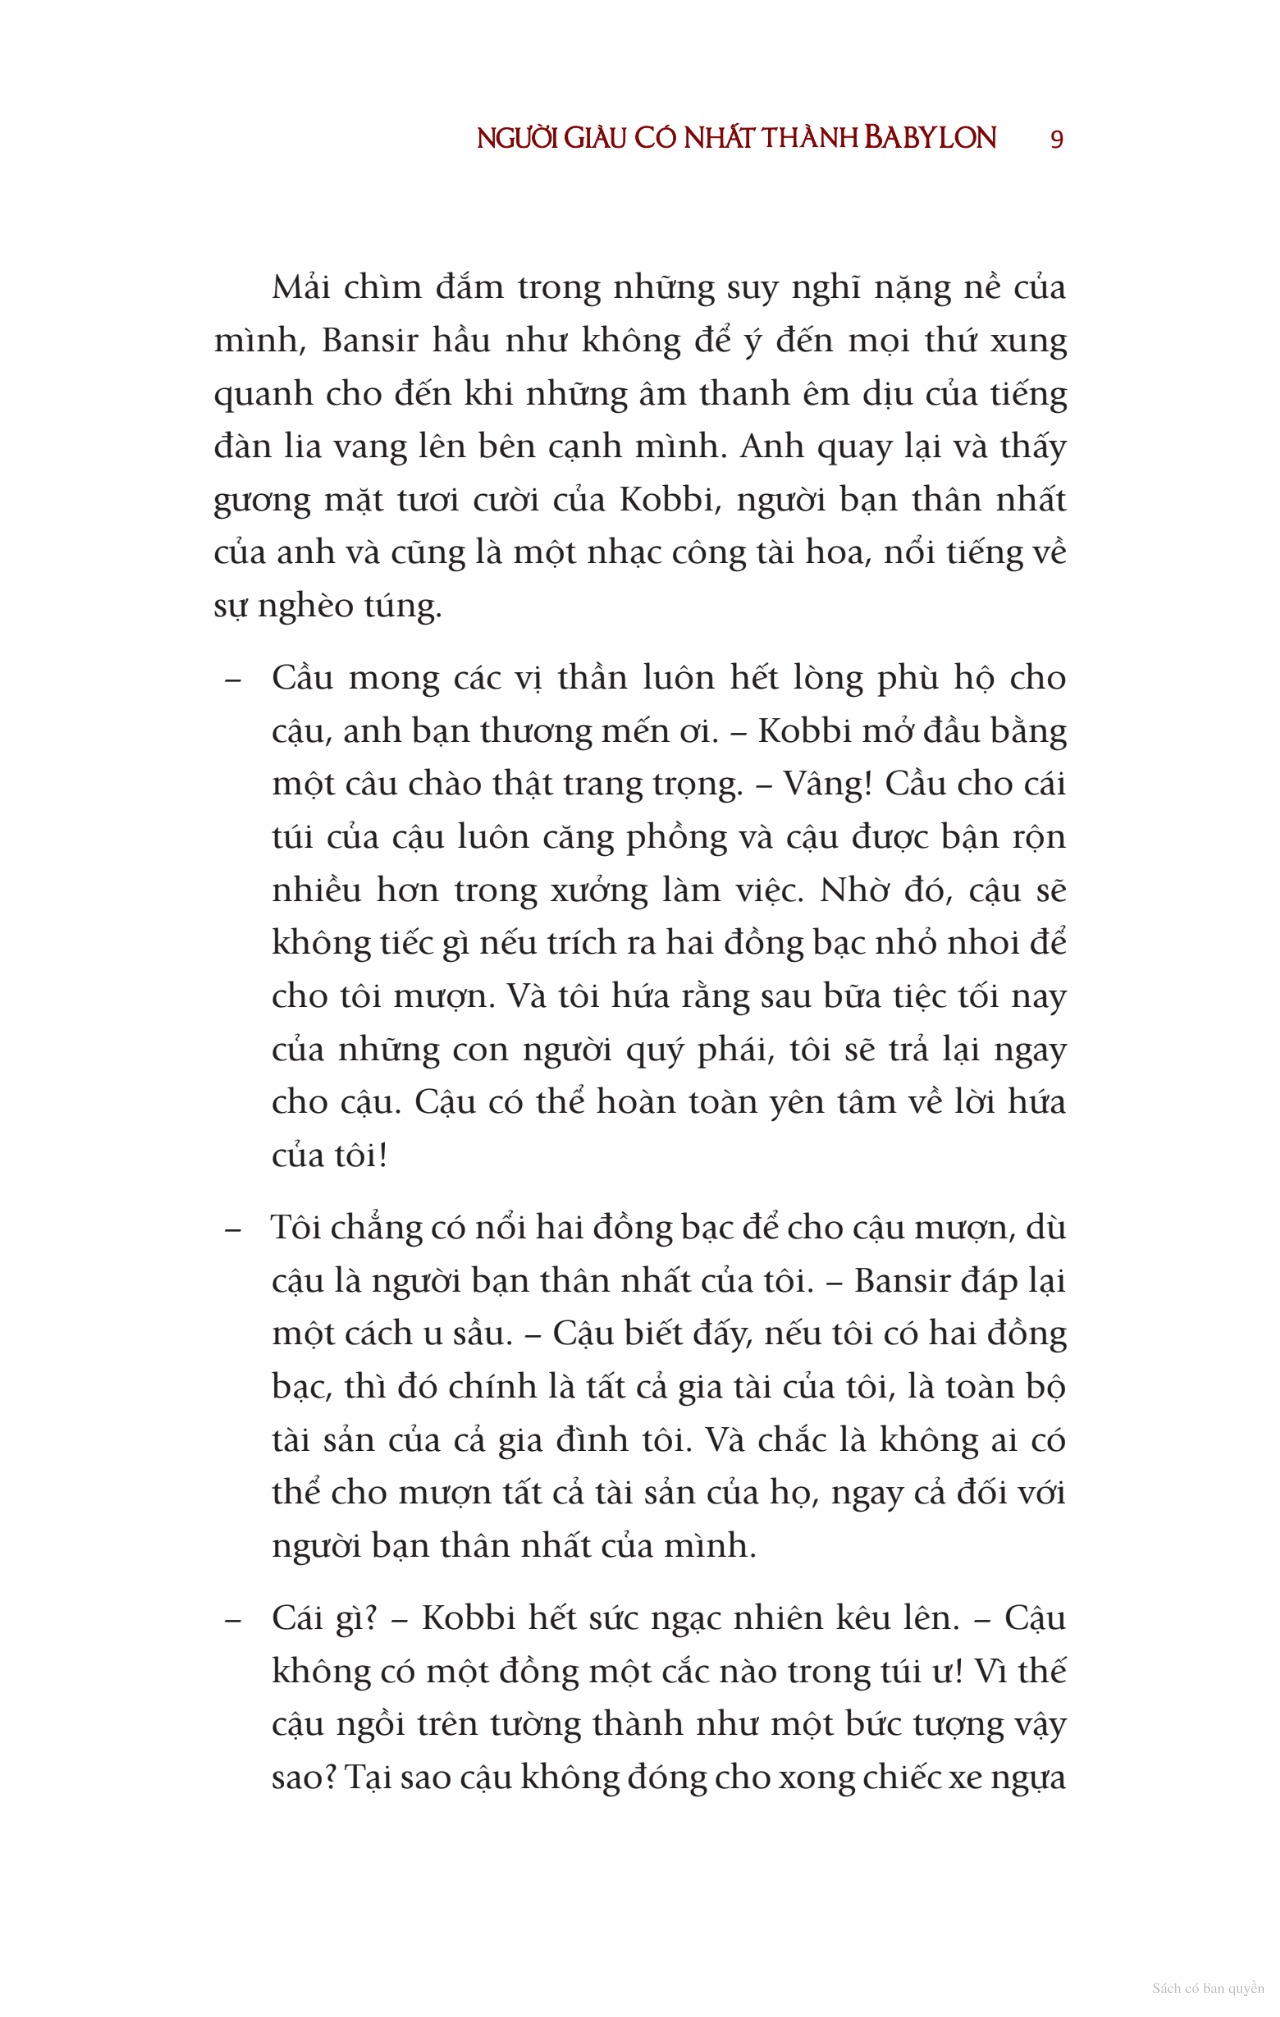 NGƯỜI GIÀU CÓ NHẤT THÀNH BABYLON 9
Mải chìm đắm trong những suy nghĩ nặng nề của
mình, Bansir hầu như không để ý đến mọi thứ xung
quanh cho đến khi những âm thanh êm dịu của tiếng
đàn lia vang lên bên cạnh mình. Anh quay lại và thấy
gương mặt tươi cười của Kobbi, người bạn thân nhất
của anh và cũng là một nhạc công tài hoa, nổi tiếng về
sự nghèo túng.
– Cầu mong các vị thần luôn hết lòng phù hộ cho
cậu, anh bạn thương mến ơi. – Kobbi mở đầu bằng
một câu chào thật trang trọng. – Vâng! Cầu cho cái
túi của cậu luôn căng phồng và cậu được bận rộn
nhiều hơn trong xưởng làm việc. Nhờ đó, cậu sẽ
không tiếc gì nếu trích ra hai đồng bạc nhỏ nhoi để
cho tôi mượn. Và tôi hứa rằng sau bữa tiệc tối nay
của những con người quý phái, tôi sẽ trả lại ngay
cho cậu. Cậu có thể hoàn toàn yên tâm về lời hứa
của tôi!
– Tôi chẳng có nổi hai đồng bạc để cho cậu mượn, dù
cậu là người bạn thân nhất của tôi. – Bansir đáp lại
một cách u sầu. – Cậu biết đấy, nếu tôi có hai đồng
bạc, thì đó chính là tất cả gia tài của tôi, là toàn bộ
tài sản của cả gia đình tôi. Và chắc là không ai có
thể cho mượn tất cả tài sản của họ, ngay cả đối với
người bạn thân nhất của mình.
– Cái gì? – Kobbi hết sức ngạc nhiên kêu lên. – Cậu
không có một đồng một cắc nào trong túi ư! Vì thế
cậu ngồi trên tường thành như một bức tượng vậy
sao? Tại sao cậu không đóng cho xong chiếc xe ngựa
Sách có bản quyền